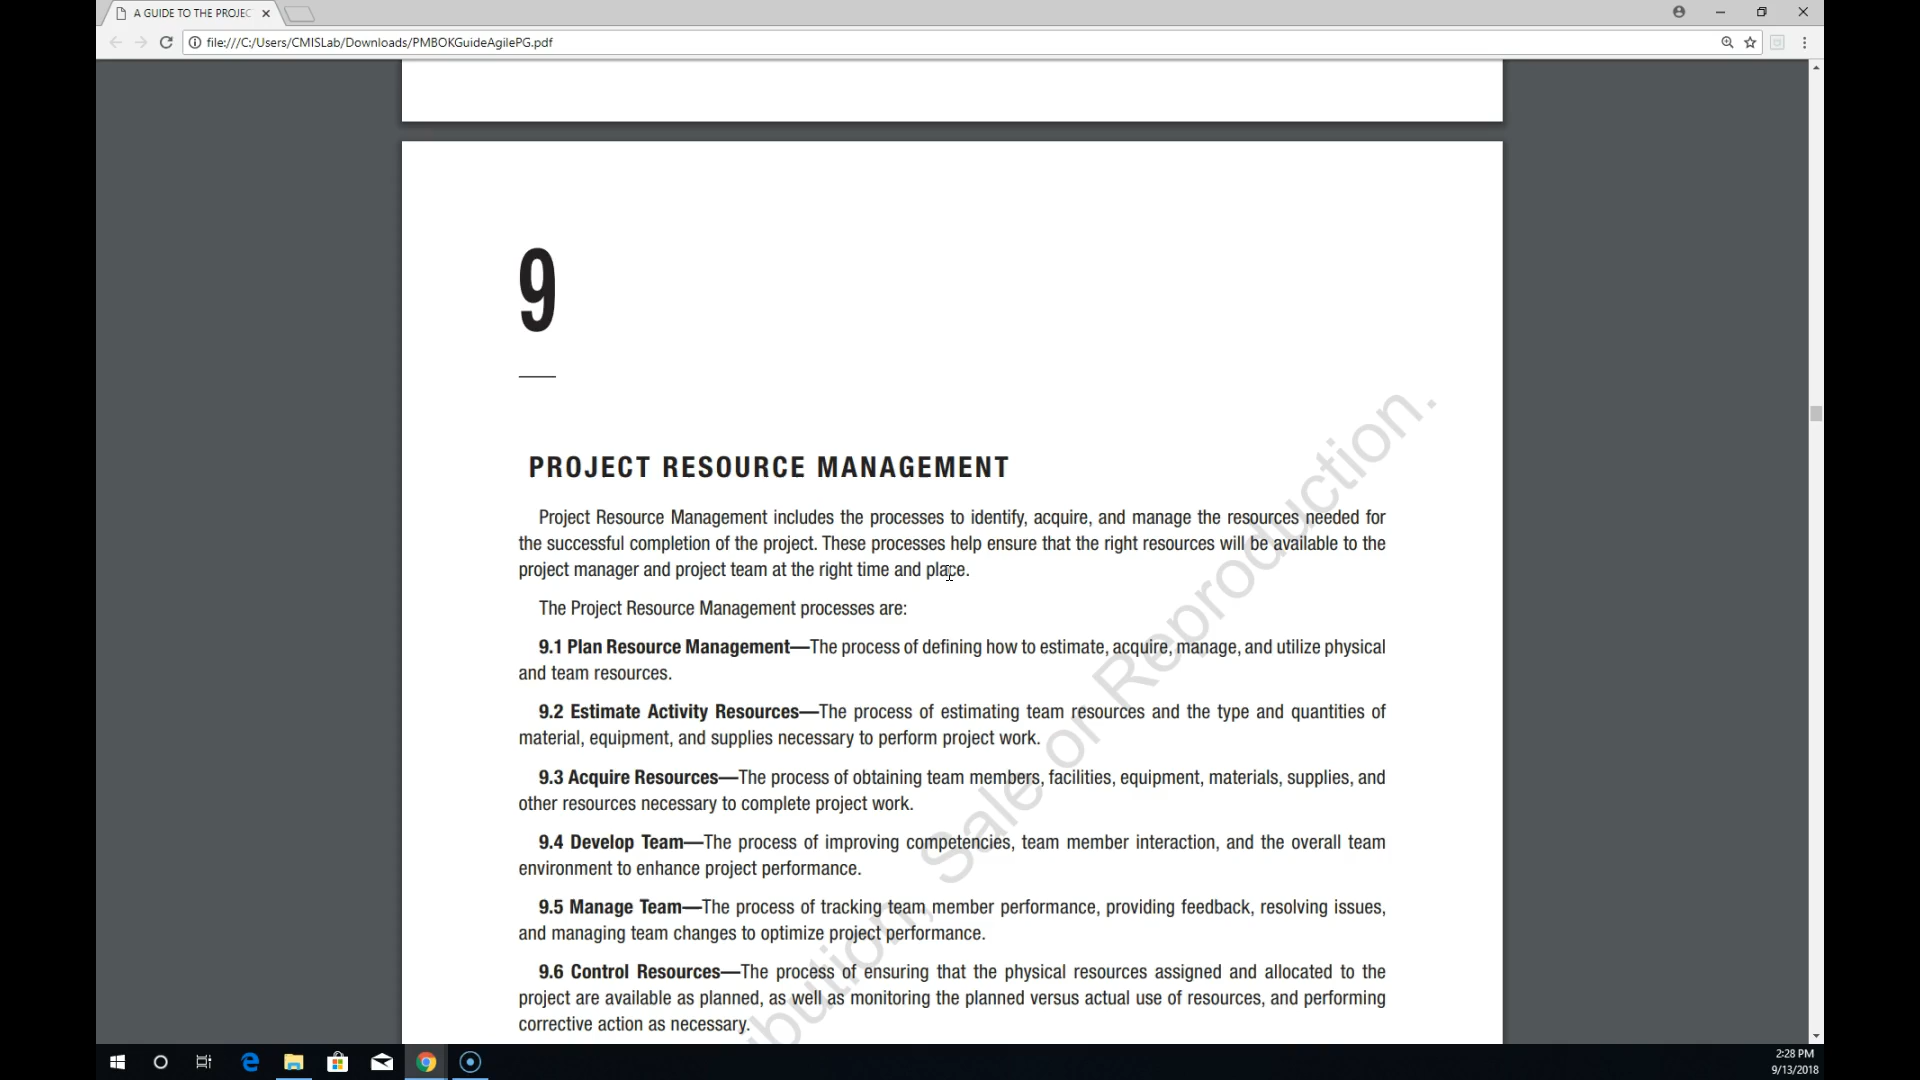 A GUIDE TO THE PROJEC
file:///C:/Users/CMISLab/Downloads/PMBOKGuideAgilePG.pdf
9
PROJECT RESOURCE MANAGEMENT
Project Resource Management includes the processes to identify, acquire, and manage the resources needed for
the successful completion of the project. These processes help ensure that the right resources will be available to the
project manager and project team at the right time and place.
The Project Resource Management processes are:
9.1 Plan Resource Management—The process of defining how to estimate, acquire, manage, and utilize physical
and team resources.
9.2 Estimate Activity Resources—The process of estimating team resources and the type and quantities of
material, equipment, and supplies necessary to perform project work.
9.3 Acquire Resources—The process of obtaining team members, facilities, equipment, materials, supplies, and
other resources necessary to complete project work.
9.4 Develop Team—The process of improving competencies, team member interaction, and the overall team
environment to enhance project performance.
9.5 Manage Team—The process of tracking team member performance, providing feedback, resolving issues,
and managing team changes to optimize project performance.
9.6 Control Resources—The process of ensuring that the physical resources assigned and allocated to the
project are available as planned, as well as monitoring the planned versus actual use of resources, and performing
corrective action as necessary.
ibution, Sale or Reproduction.
2:28 PM
9/13/2018